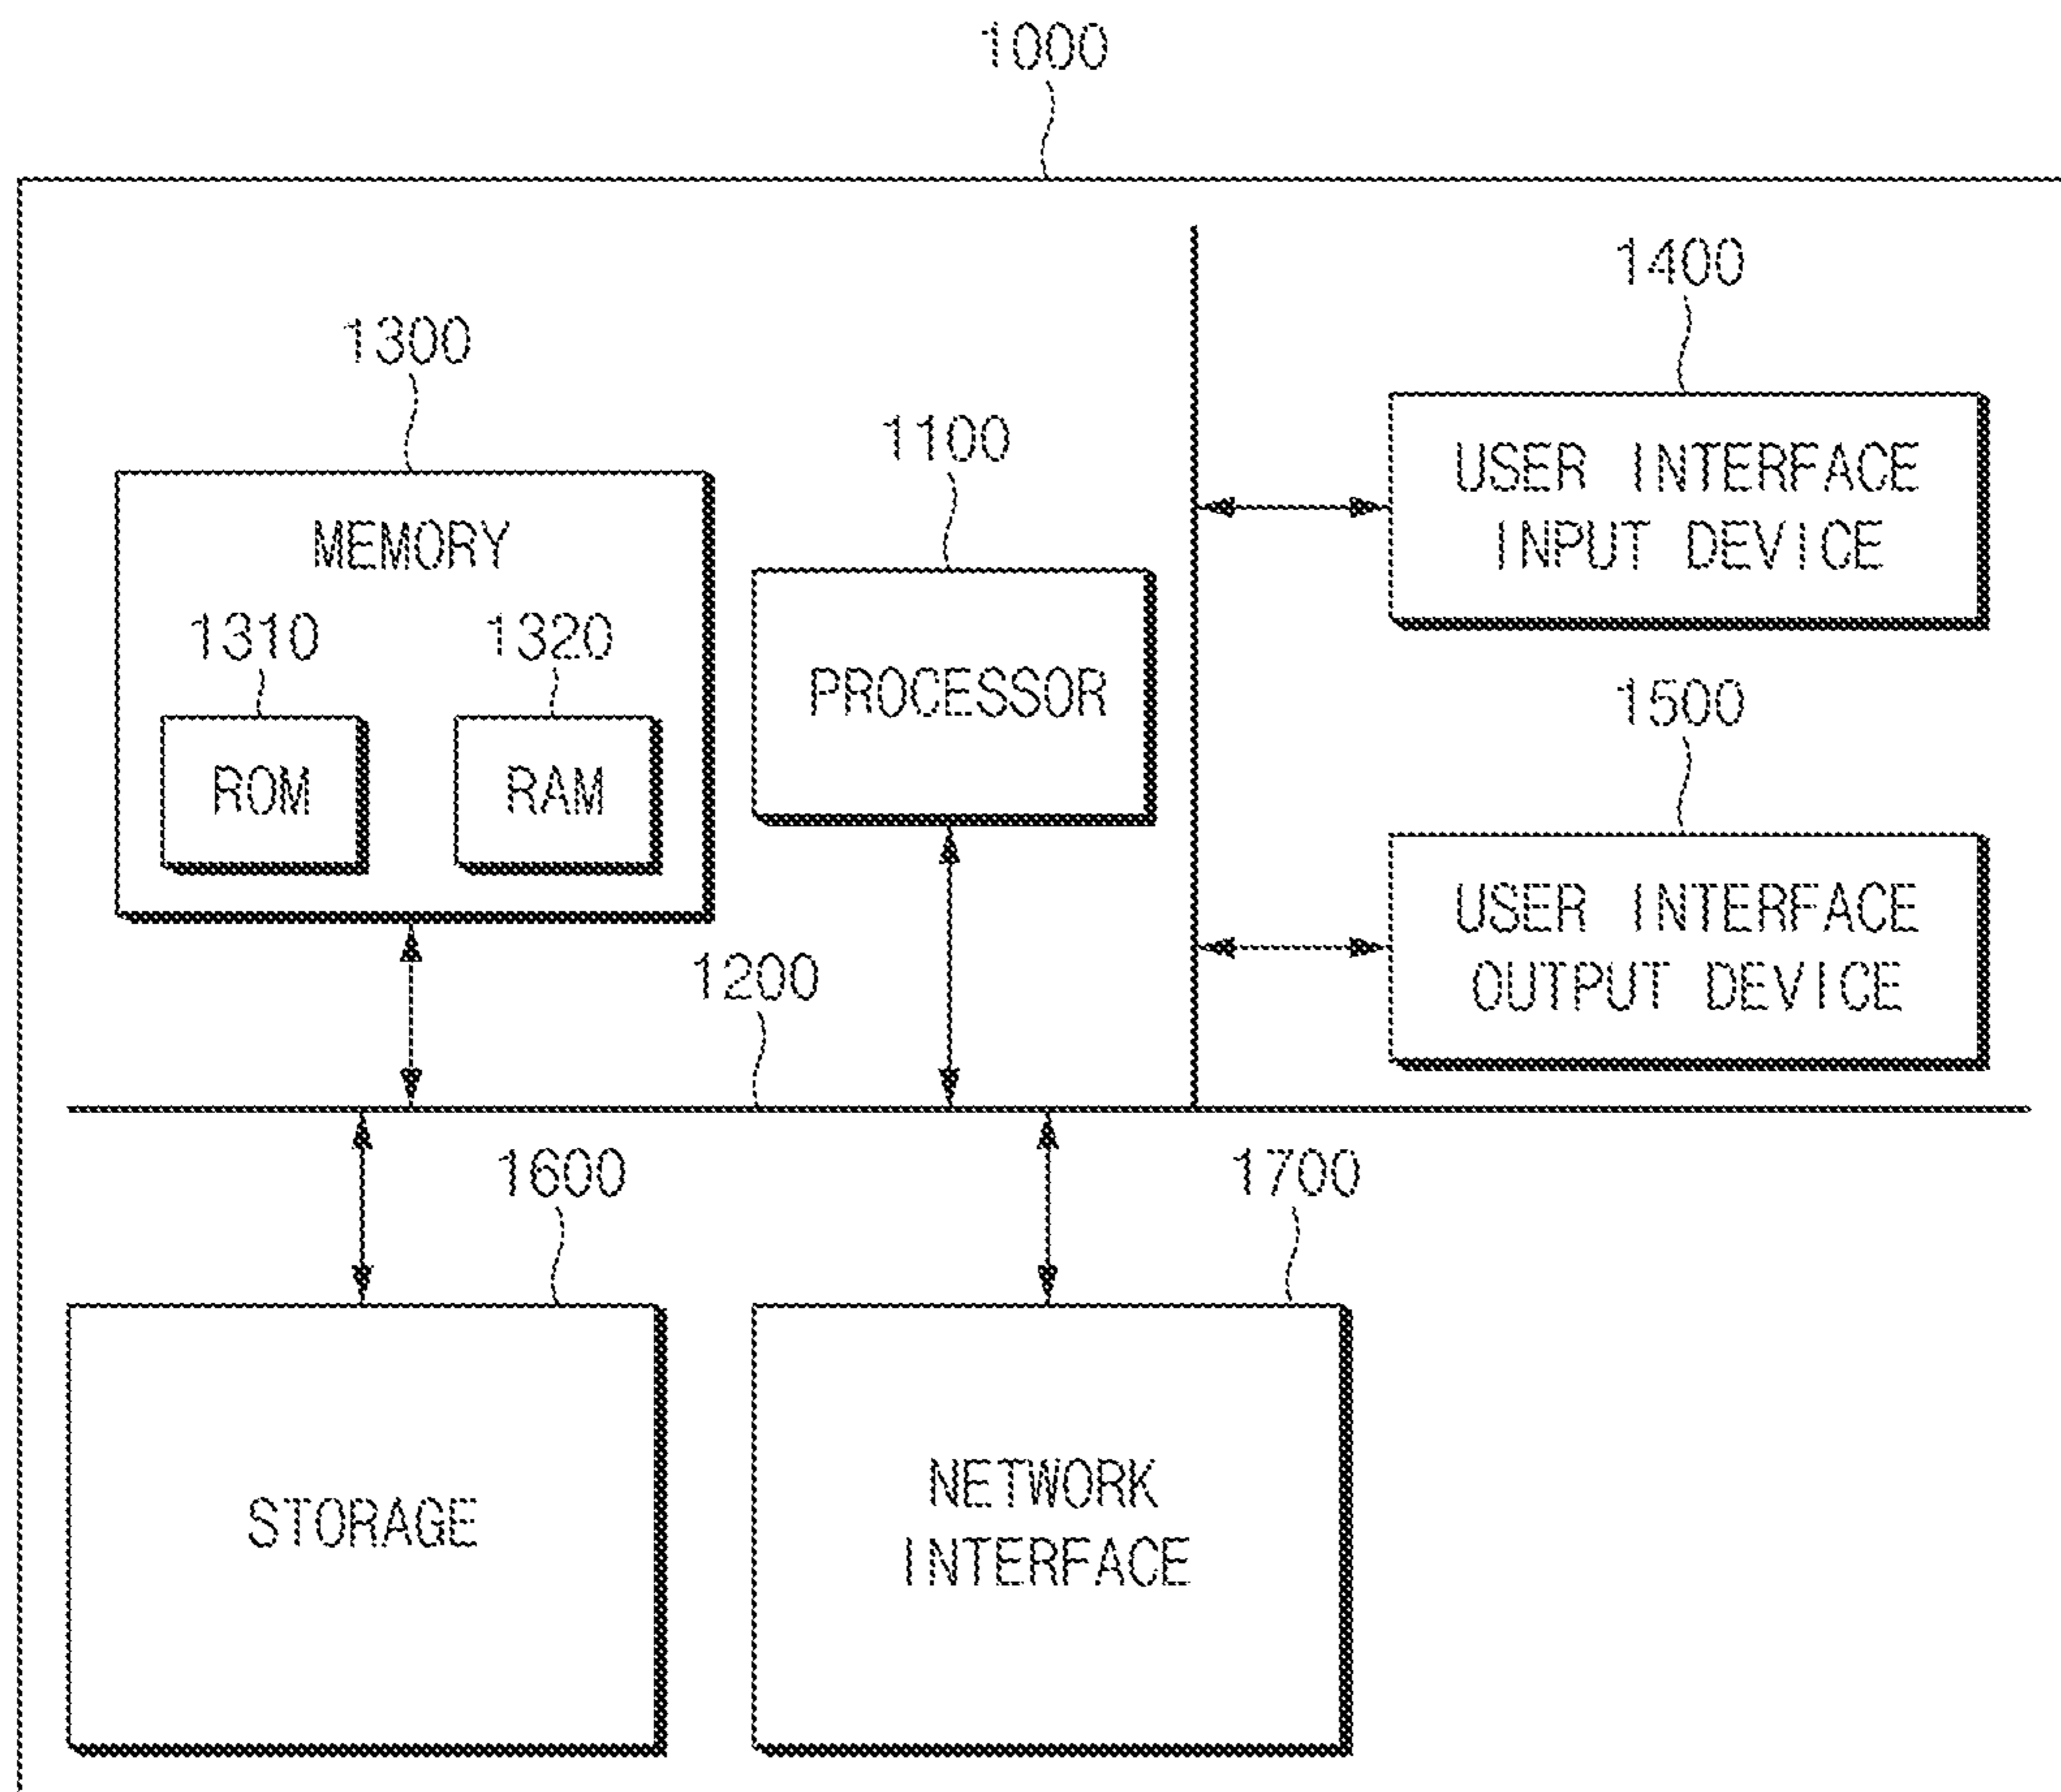 1000
1400
1300
1100
USER INTERFACE
INPUT DEVICE
MEMORY
1310
1320
PROCESSOR
1500
ROM
RAM
USER INTERFACE
OUTPUT DEVICE
1200
1600
1700
STORAGE
NETWORK
INTERFACE